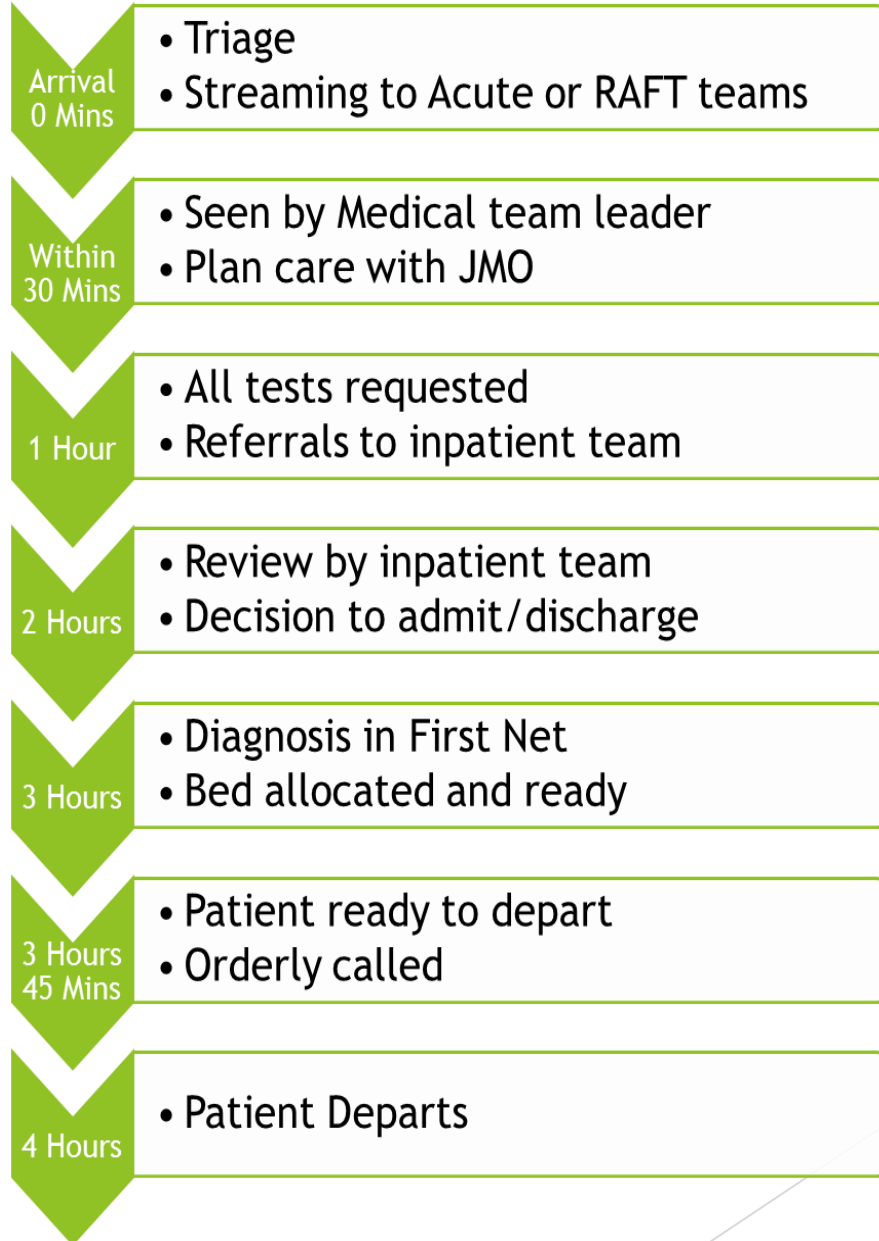 Arrival
0 Mins
• Triage
• Streaming to Acute or RAFT teams
Within
30 Mins
• Seen by Medical team leader
• Plan care with JMO
1 Hour
• All tests requested
• Referrals to inpatient team
2 Hours
• Review by inpatient team
• Decision to admit/discharge
3 Hours
• Diagnosis in First Net
• Bed allocated and ready
3 Hours
45 Mins
• Patient ready to depart
• Orderly called
4 Hours
• Patient Departs